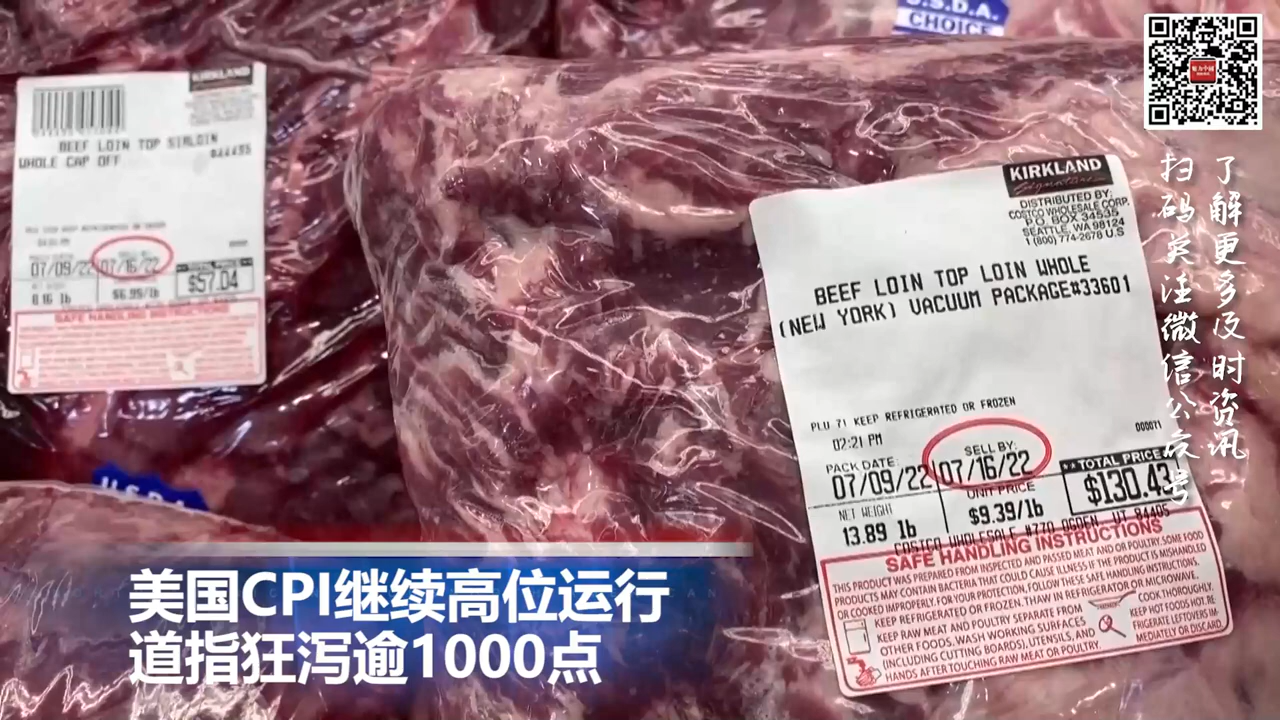 U.S.D.A.
CHOICE
KIRKLAND
BEEF LOIN TOP SIRLOIN
WHOLE CAP OFF
07/09/22 07/16/22
$57.04
8.16 lb $6.99/lb
SAFE HANDLING INSTRUCTIONS
U.S.D.A.
KIRKLAND
Signature
DISTRIBUTED BY:
COSTCO WHOLESALE CORP.
P.O. BOX 34535
SEATTLE, WA 98124
1 (800) 774-2678 U.S
BEEF LOIN TOP LOIN WHOLE
(NEW YORK) VACUUM PACKAGE#33601
PLU 71 KEEP REFRIGERATED OR FROZEN
02:21 PM
000071
PACK DATE:
07/09/22
SELL BY:
07/16/22
**TOTAL PRICE
$130.43
NET WEIGHT
13.89 lb
UNIT PRICE
$9.39/lb
COSTCO WHOLESALE #770 OGDEN, UT 84405
SAFE HANDLING INSTRUCTIONS
THIS PRODUCT WAS PREPARED FROM INSPECTED AND PASSED MEAT AND OR POULTRY. SOME FOOD
PRODUCTS MAY CONTAIN BACTERIA THAT COULD CAUSE ILLNESS IF THE PRODUCT IS MISHANDLED
OR COOKED IMPROPERLY. FOR YOUR PROTECTION, FOLLOW THESE SAFE HANDLING INSTRUCTIONS.
KEEP REFRIGERATED OR FROZEN. THAW IN REFRIGERATOR OR MICROWAVE.
KEEP RAW MEAT AND POULTRY SEPARATE FROM
OTHER FOODS, WASH WORKING SURFACES
(INCLUDING CUTTING BOARDS), UTENSILS, AND
HANDS AFTER TOUCHING RAW MEAT OR POULTRY.
COOK THOROUGHLY.
KEEP HOT FOODS HOT. RE
FRIGERATE LEFTOVERS IM
MEDIATELY OR DISCARD.
了解更多及时资讯
扫码关注微信公众号
美国CPI继续高位运行
道指狂泻逾1000点